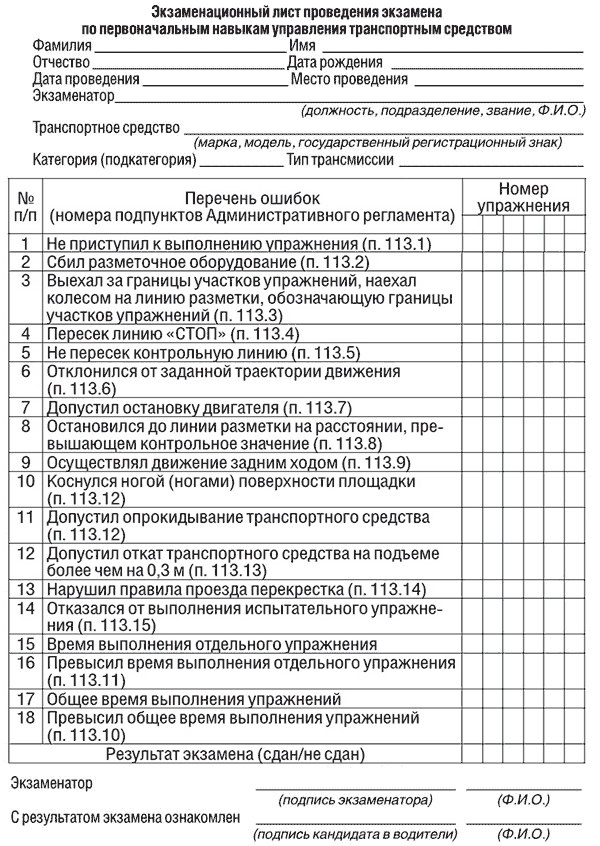 Экзаменационный лист проведения экзамена
по первоначальным навыкам управления транспортным средством
Фамилия Имя
Отчество Дата рождения
Дата проведения Место проведения
Экзаменатор
(должность, подразделение, звание, Ф.И.О.)
Транспортное средство
(марка, модель, государственный регистрационный знак)
Категория (подкатегория) Тип трансмиссии
№ п/п
Перечень ошибок
(номера подпунктов Административного регламента)
Номер
упражнения
1 Не приступил к выполнению упражнения (п. 113.1)
2 Сбил разметочное оборудование (п. 113.2)
3 Выехал за границы участков упражнений, наехал
колесом на линию разметки, обозначающую границы
участков упражнений (п. 113.3)
4 Пересек линию «СТОП» (п. 113.4)
5 Не пересек контрольную линию (п. 113.5)
6 Отклонился от заданной траектории движения
(п. 113.6)
7 Допустил остановку двигателя (п. 113.7)
8 Остановился до линии разметки на расстоянии, пре-
вышающем контрольное значение (п. 113.8)
9 Осуществлял движение задним ходом (п. 113.9)
10 Коснулся ногой (ногами) поверхности площадки
(п. 113.12)
11 Допустил опрокидывание транспортного средства
(п. 113.12)
12 Допустил откат транспортного средства на подъеме
более чем на 0,3 м (п. 113.13)
13 Нарушил правила проезда перекрестка (п. 113.14)
14 Отказался от выполнения испытательного упражне-
ния (п. 113.15)
15 Время выполнения отдельного упражнения
16 Превысил время выполнения отдельного упражнения
(п. 113.11)
17 Общее время выполнения упражнений
18 Превысил общее время выполнения упражнений
(п. 113.10)
Результат экзамена (сдан/не сдан)
Экзаменатор
(подпись экзаменатора) (Ф.И.О.)
С результатом экзамена ознакомлен
(подпись кандидата в водители) (Ф.И.О.)